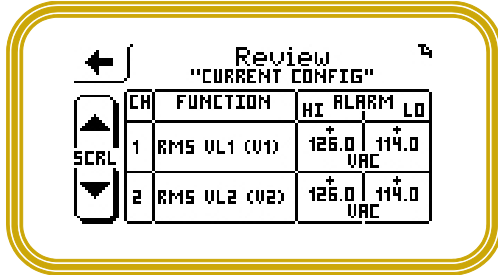 Review
"CURRENT CONFIG"
CH FUNCTION HI ALARM LO
SCRL
1 RMS VL1 (V1) +126.0 +114.0
VAC
2 RMS VL2 (V2) +126.0 +114.0
VAC